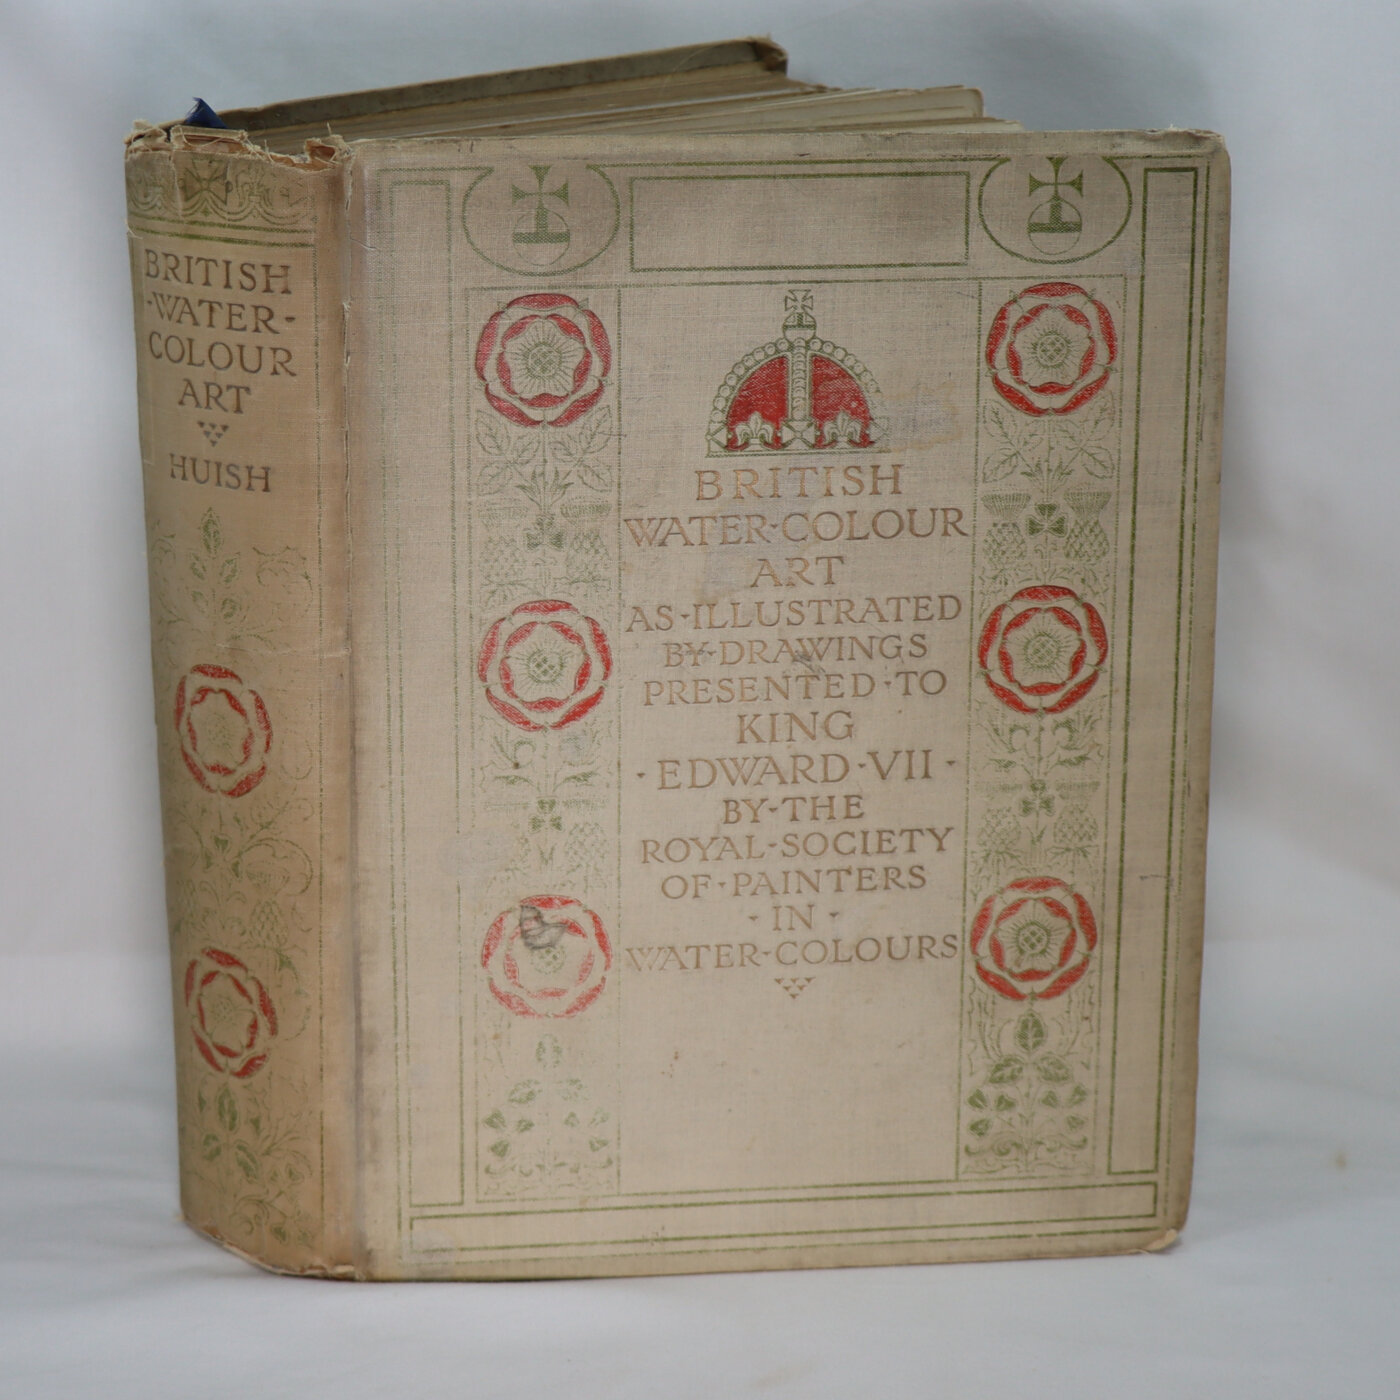 BRITISH
·WATER-
COLOUR
ART
HUISH
BRITISH
WATER-COLOUR
ART
AS·ILLUSTRATED
BY·DRAWINGS
PRESENTED·TO
KING
·EDWARD·VII·
BY·THE
ROYAL·SOCIETY
OF·PAINTERS
·IN·
WATER-COLOURS